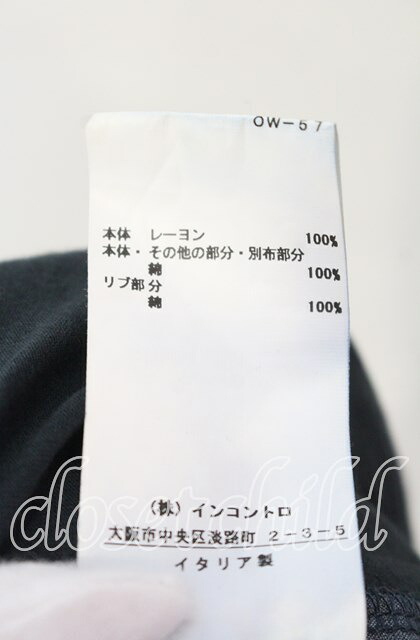 OW-57
本体 レーヨン 100%
本体・その他の部分・別布部分
綿 100%
リブ部分
綿 100%
closetchild
(株)インコントロ
大阪市中央区淡路町 2-3-5
イタリア製